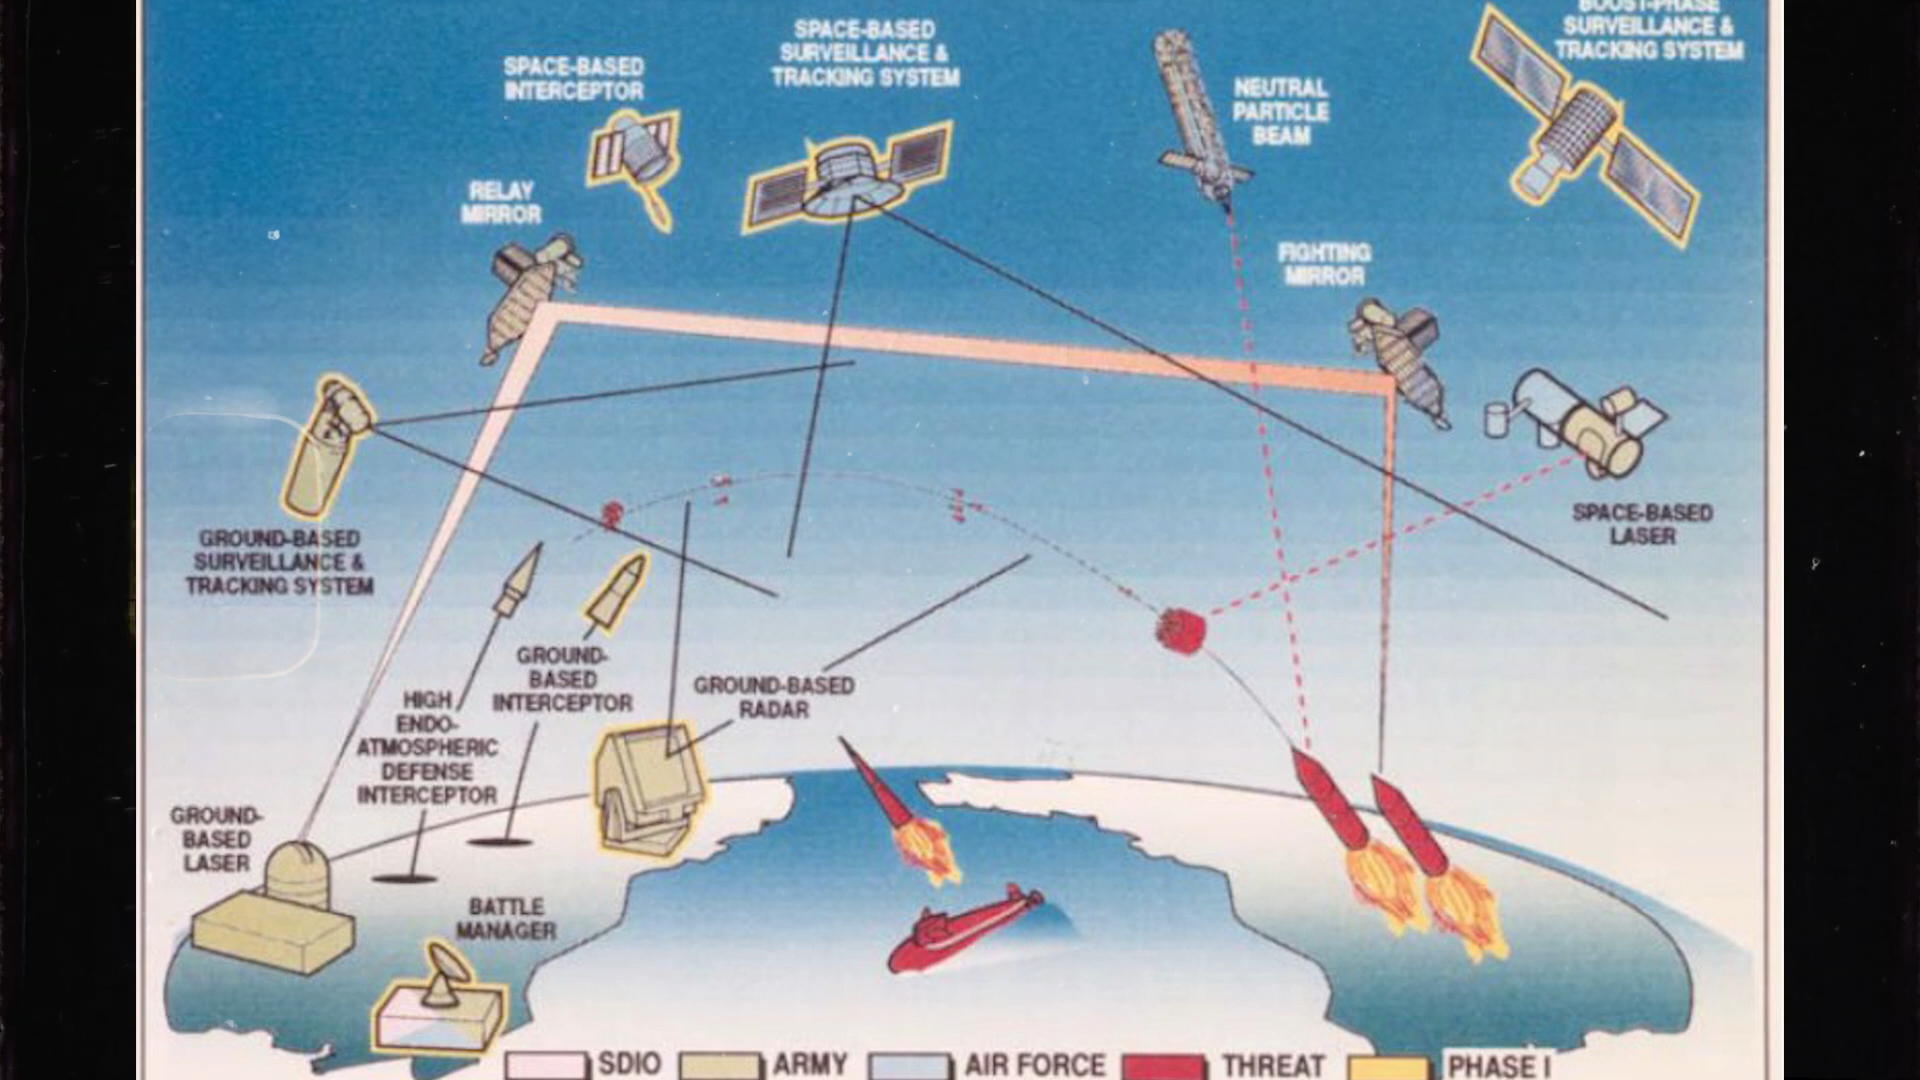 BOOST-PHASE
SURVEILLANCE &
TRACKING SYSTEM
SPACE-BASED
SURVEILLANCE &
TRACKING SYSTEM
SPACE-BASED
INTERCEPTOR
NEUTRAL
PARTICLE
BEAM
RELAY
MIRROR
FIGHTING
MIRROR
SPACE-BASED
LASER
GROUND-BASED
SURVEILLANCE &
TRACKING SYSTEM
GROUND-
BASED
INTERCEPTOR
GROUND-BASED
RADAR
HIGH
ENDO-
ATMOSPHERIC
DEFENSE
INTERCEPTOR
GROUND-
BASED
LASER
BATTLE
MANAGER
SDIO
ARMY
AIR FORCE
THREAT
PHASE I